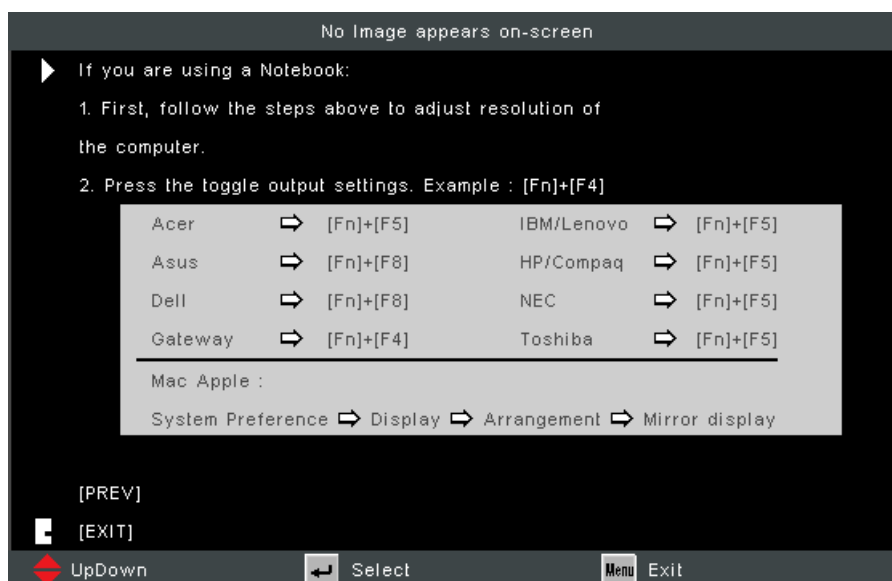 No Image appears on-screen
If you are using a Notebook:
1. First, follow the steps above to adjust resolution of
the computer.
2. Press the toggle output settings. Example : [Fn]+[F4]
Acer ⇨ [Fn]+[F5] IBM/Lenovo ⇨ [Fn]+[F5]
Asus ⇨ [Fn]+[F8] HP/Compaq ⇨ [Fn]+[F5]
Dell ⇨ [Fn]+[F8] NEC ⇨ [Fn]+[F5]
Gateway ⇨ [Fn]+[F4] Toshiba ⇨ [Fn]+[F5]
Mac Apple :
System Preference ⇨ Display ⇨ Arrangement ⇨ Mirror display
[PREV]
[EXIT]
UpDown Select Menu Exit